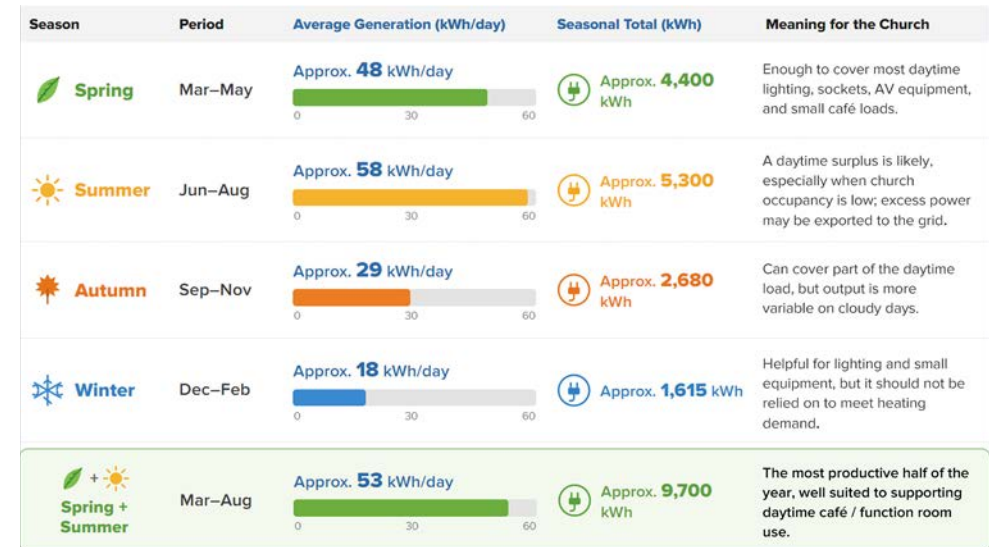 Season Period Average Generation (kWh/day) Seasonal Total (kWh) Meaning for the Church
Spring
Mar–May
Approx. 48 kWh/day
0 30 60
Approx. 4,400
kWh
Enough to cover most daytime
lighting, sockets, AV equipment,
and small café loads.
Summer
Jun–Aug
Approx. 58 kWh/day
0 30 60
Approx. 5,300
kWh
A daytime surplus is likely,
especially when church
occupancy is low; excess power
may be exported to the grid.
Autumn
Sep–Nov
Approx. 29 kWh/day
0 30 60
Approx. 2,680
kWh
Can cover part of the daytime
load, but output is more
variable on cloudy days.
Winter
Dec–Feb
Approx. 18 kWh/day
0 30 60
Approx. 1,615 kWh
Helpful for lighting and small
equipment, but it should not be
relied on to meet heating
demand.
+
Spring +
Summer
Mar–Aug
Approx. 53 kWh/day
0 30 60
Approx. 9,700
kWh
The most productive half of the
year, well suited to supporting
daytime café / function room
use.